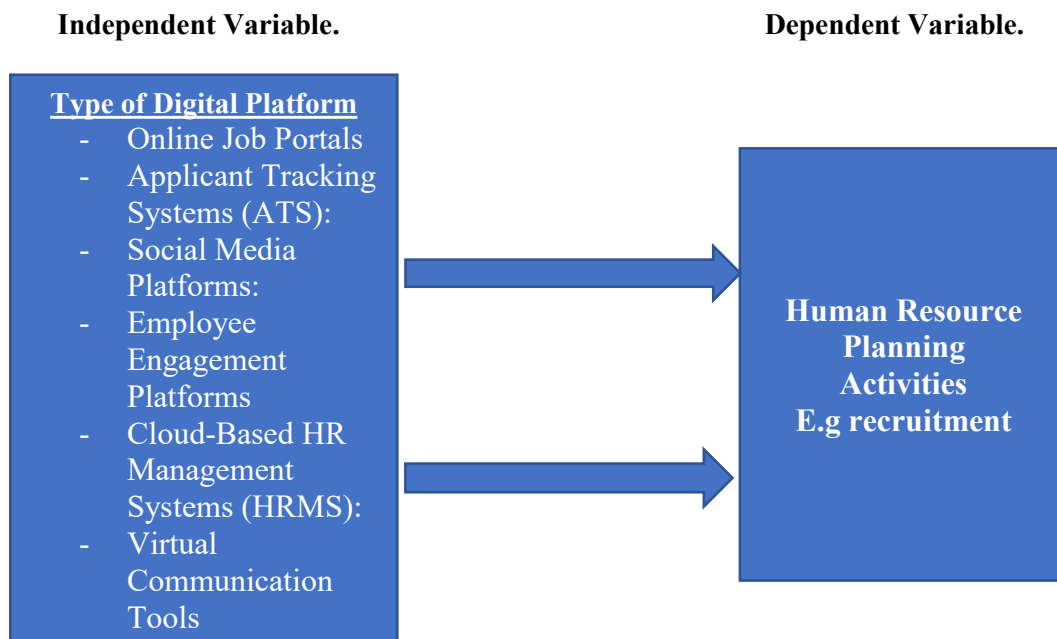 Independent Variable.
Dependent Variable.
Type of Digital Platform
- Online Job Portals
- Applicant Tracking
Systems (ATS):
- Social Media
Platforms:
- Employee
Engagement
Platforms
- Cloud-Based HR
Management
Systems (HRMS):
- Virtual
Communication
Tools
Human Resource
Planning
Activities
E.g recruitment